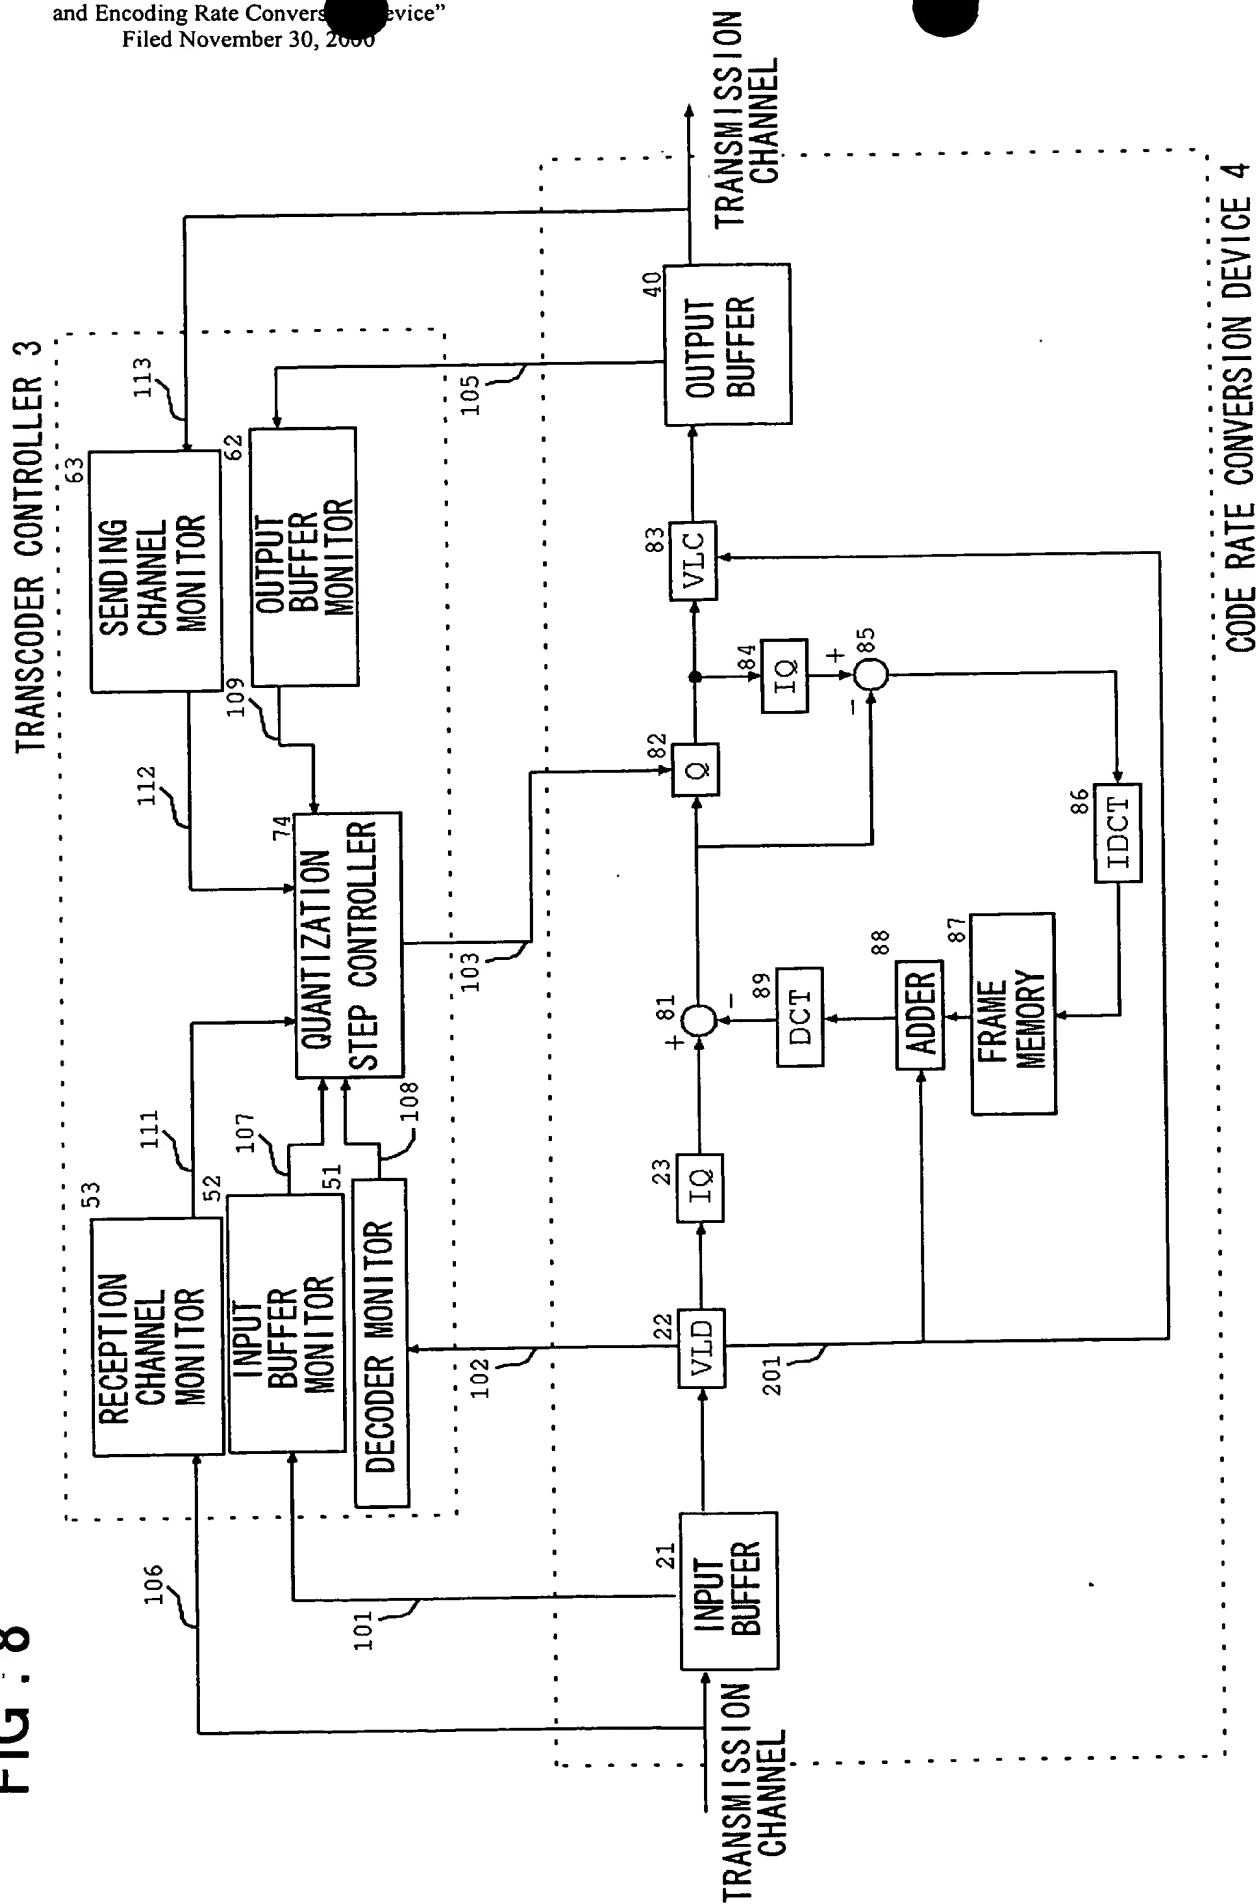 and Encoding Rate Convers
evice”
Filed November 30, 2000
FIG. 8
TRANSCODER CONTROLLER 3
53
RECEPTION
CHANNEL
MONITOR
52
INPUT
BUFFER
MONITOR
51
DECODER MONITOR
63
SENDING
CHANNEL
MONITOR
62
OUTPUT
BUFFER
MONITOR
74
QUANTIZATION
STEP CONTROLLER
106
111
107
108
112
109
113
101
102
103
105
TRANSMISSION
CHANNEL
21
INPUT
BUFFER
22
VLD
23
IQ
81
+
-
82
Q
83
VLC
40
OUTPUT
BUFFER
TRANSMISSION
CHANNEL
84
IQ
+
85
-
89
DCT
88
ADDER
87
FRAME
MEMORY
86
IDCT
201
CODE RATE CONVERSION DEVICE 4